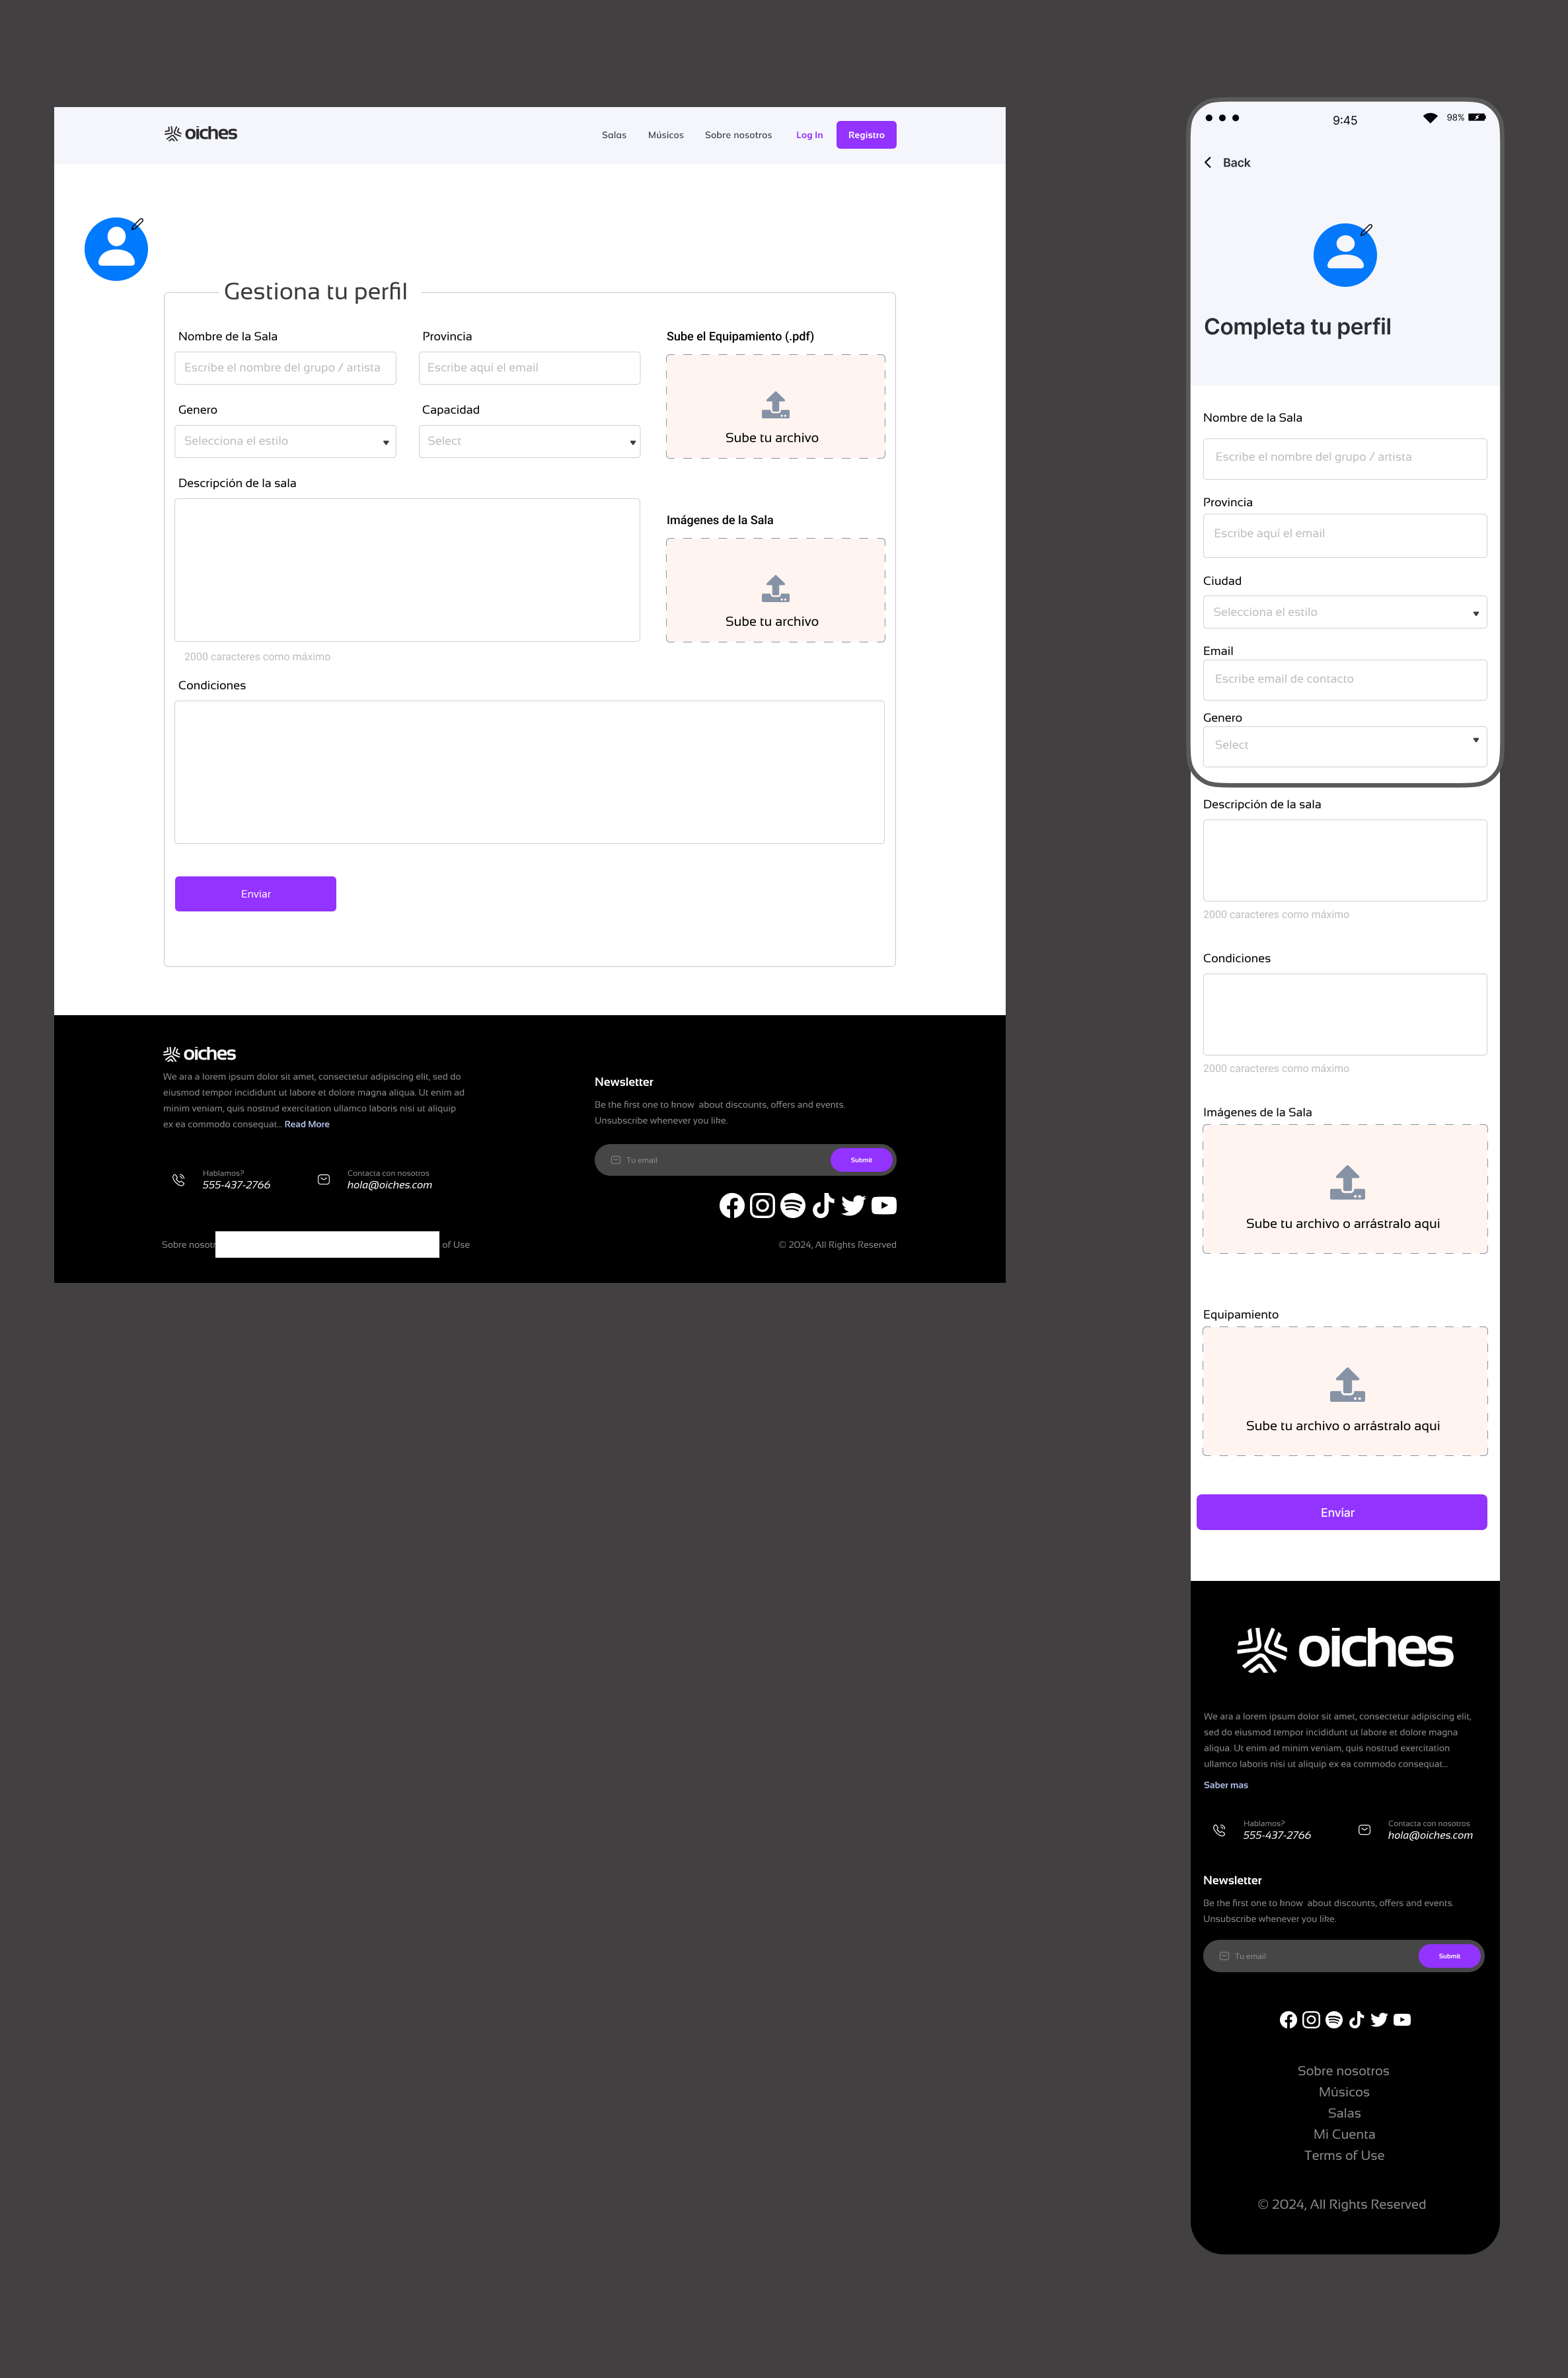 oiches
Salas Músicos Sobre nosotros Log In Registro
Gestiona tu perfil
Nombre de la Sala
Provincia
Sube el Equipamiento (.pdf)
Escribe el nombre del grupo / artista
Escribe aquí el email
Genero
Capacidad
Selecciona el estilo
Select
Sube tu archivo
Descripción de la sala
Imágenes de la Sala
Sube tu archivo
2000 caracteres como máximo
Condiciones
Enviar
oiches
We ara a lorem ipsum dolor sit amet, consectetur adipiscing elit, sed do
eiusmod tempor incididunt ut labore et dolore magna aliqua. Ut enim ad
minim veniam, quis nostrud exercitation ullamco laboris nisi ut aliquip
ex ea commodo consequat... Read More
Hablamos?
555-437-2766
Contacta con nosotros
hola@oiches.com
Newsletter
Be the first one to know about discounts, offers and events.
Unsubscribe whenever you like.
Tu email
Submit
Sobre of Use
© 2024, All Rights Reserved
9:45
98%
Back
Completa tu perfil
Nombre de la Sala
Escribe el nombre del grupo / artista
Provincia
Escribe aquí el email
Ciudad
Selecciona el estilo
Email
Escribe email de contacto
Genero
Select
Descripción de la sala
2000 caracteres como máximo
Condiciones
2000 caracteres como máximo
Imágenes de la Sala
Sube tu archivo o arrástralo aqui
Equipamiento
Sube tu archivo o arrástralo aqui
Enviar
oiches
We ara a lorem ipsum dolor sit amet, consectetur adipiscing elit,
sed do eiusmod tempor incididunt ut labore et dolore magna
aliqua. Ut enim ad minim veniam, quis nostrud exercitation
ullamco laboris nisi ut aliquip ex ea commodo consequat...
Saber mas
Hablamos?
555-437-2766
Contacta con nosotros
hola@oiches.com
Newsletter
Be the first one to know about discounts, offers and events.
Unsubscribe whenever you like.
Tu email
Submit
Sobre nosotros
Músicos
Salas
Mi Cuenta
Terms of Use
© 2024, All Rights Reserved